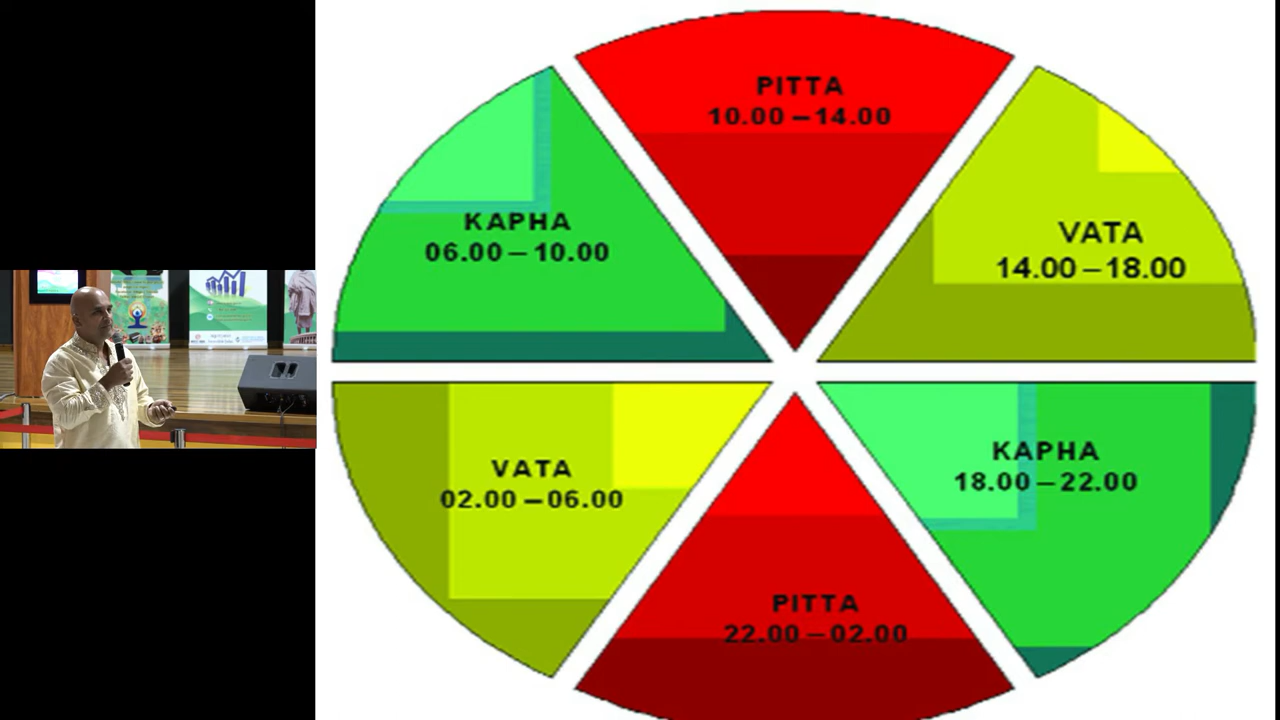 PITTA
10.00 – 14.00
KAPHA
06.00 – 10.00
VATA
14.00 – 18.00
VATA
02.00 – 06.00
KAPHA
18.00 – 22.00
PITTA
22.00 – 02.00